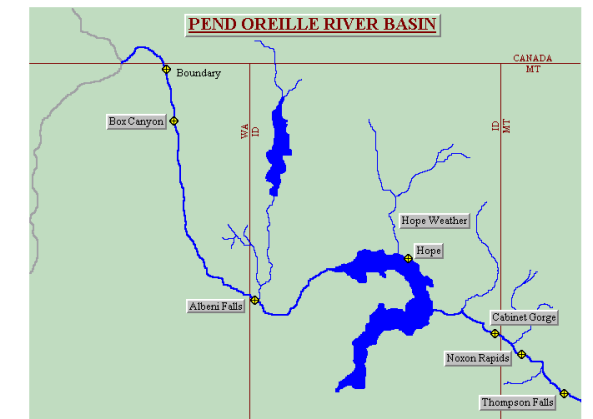 PEND OREILLE RIVER BASIN
CANADA
MT
Boundary
Box Canyon
WA
ID
ID
MT
Hope Weather
Hope
Albeni Falls
Cabinet Gorge
Noxon Rapids
Thompson Falls